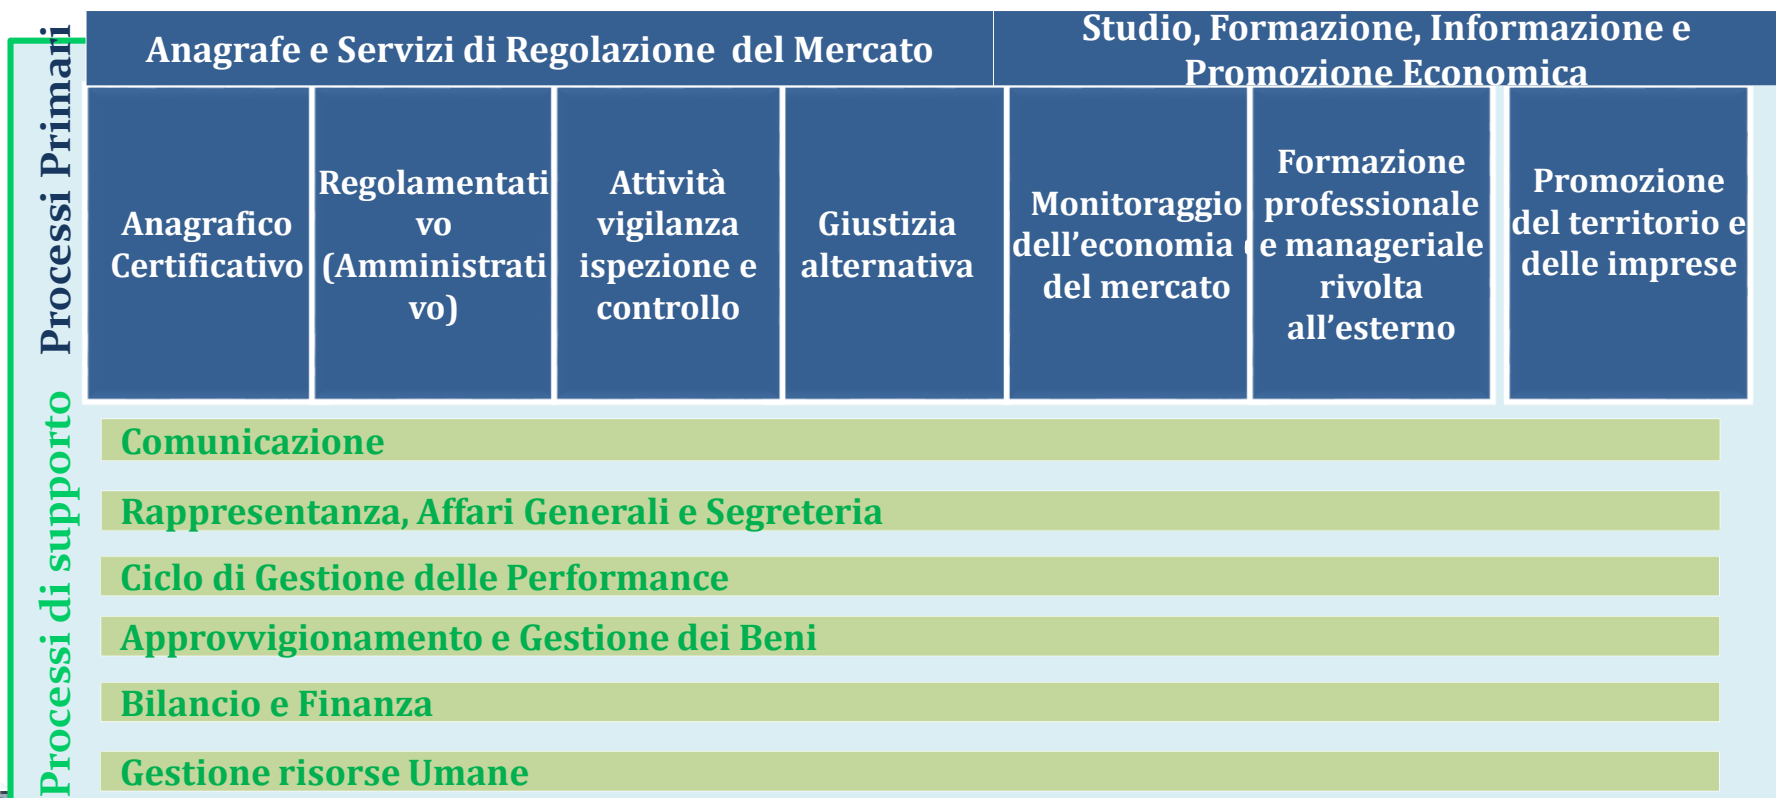 Processi Primari
Anagrafe e Servizi di Regolazione del Mercato
Studio, Formazione, Informazione e
Promozione Economica
Anagrafico
Certificativo
Regolamentati
vo
(Amministrati
vo)
Attività
vigilanza
ispezione e
controllo
Giustizia
alternativa
Monitoraggio
dell’economia
del mercato
Formazione
professionale
e manageriale
rivolta
all’esterno
Promozione
del territorio e
delle imprese
Processi di supporto
Comunicazione
Rappresentanza, Affari Generali e Segreteria
Ciclo di Gestione delle Performance
Approvvigionamento e Gestione dei Beni
Bilancio e Finanza
Gestione risorse Umane